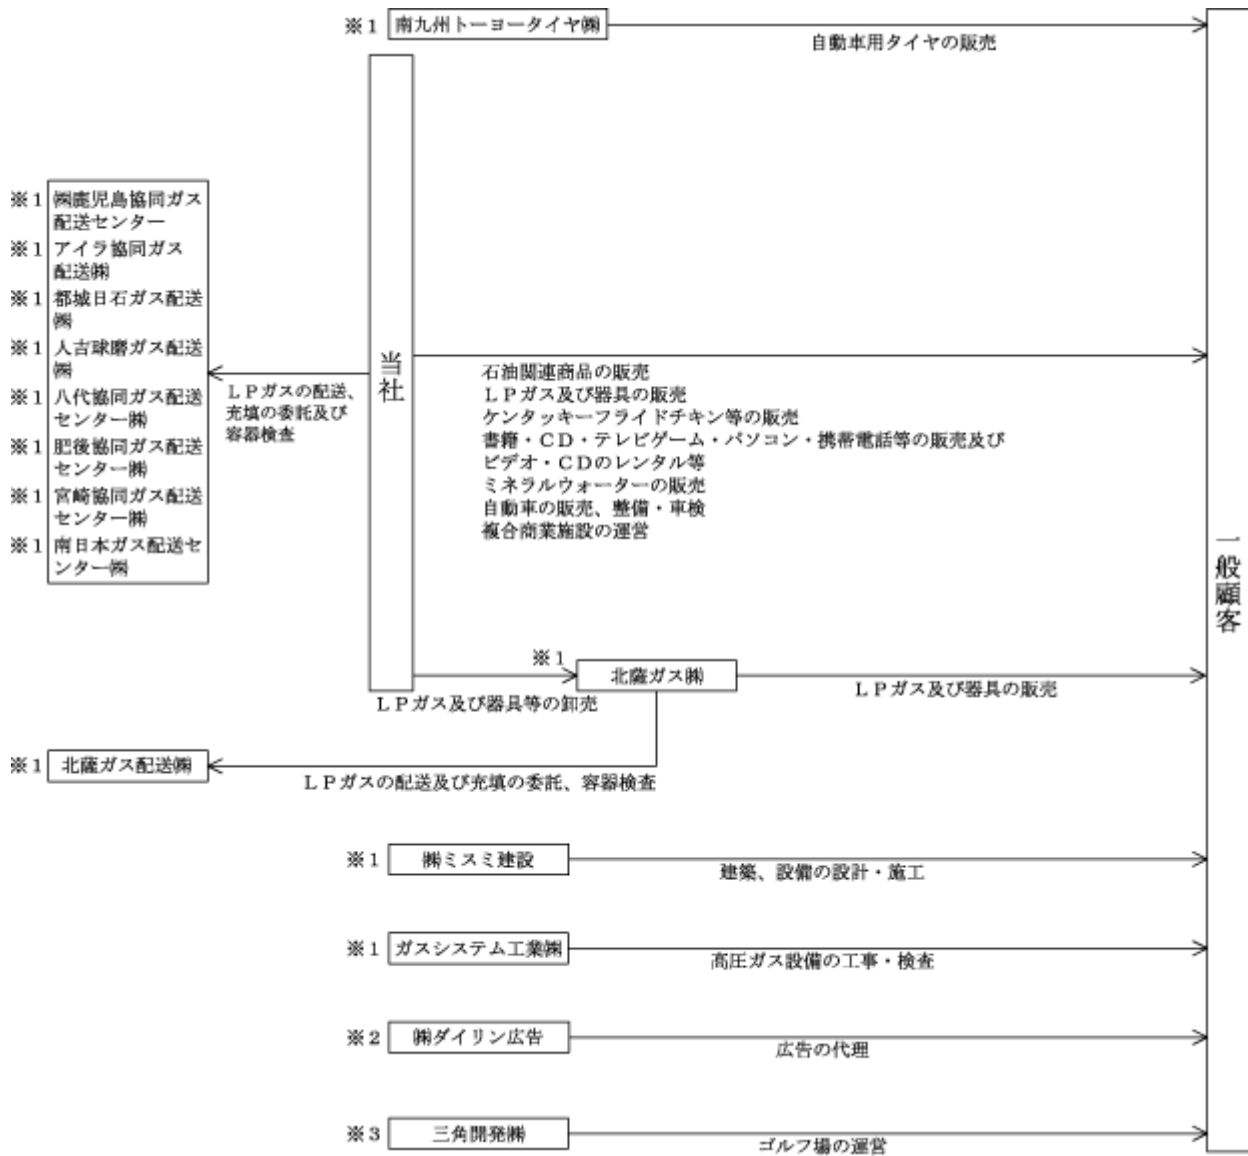 ※1 南九州トーヨータイヤ㈱
自動車用タイヤの販売
※1 ㈱鹿児島協同ガス
配送センター
※1 アイラ協同ガス
配送㈱
※1 都城日石ガス配送
㈱
※1 人吉球磨ガス配送
㈱
※1 八代協同ガス配送
センター㈱
※1 肥後協同ガス配送
センター㈱
※1 宮崎協同ガス配送
センター㈱
※1 南日本ガス配送セ
ンター㈱
LPガスの配送、
充填の委託及び
容器検査
当社
石油関連商品の販売
LPガス及び器具の販売
ケンタッキーフライドチキン等の販売
書籍・CD・テレビゲーム・パソコン・携帯電話等の販売及び
ビデオ・CDのレンタル等
ミネラルウォーターの販売
自動車の販売、整備・車検
複合商業施設の運営
一般顧客
※1
北薩ガス㈱
LPガス及び器具等の卸売
LPガス及び器具の販売
※1 北薩ガス配送㈱
LPガスの配送及び充填の委託、容器検査
※1 ㈱ミスミ建設
建築、設備の設計・施工
※1 ガスシステム工業㈱
高圧ガス設備の工事・検査
※2 ㈱ダイリン広告
広告の代理
※3 三角開発㈱
ゴルフ場の運営